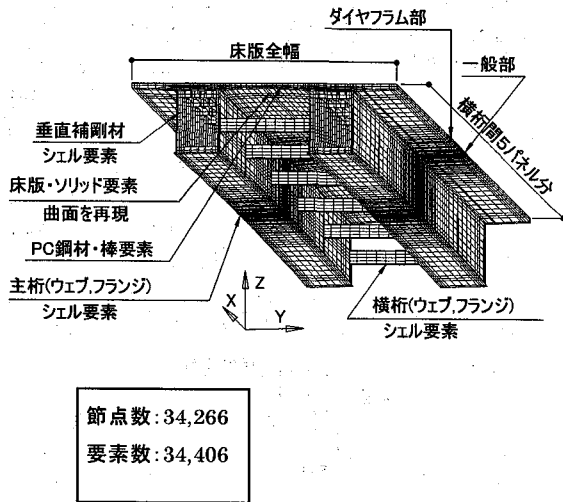 ダイヤフラム部
床版全幅
一般部
横桁間5パネル分
垂直補剛材
シェル要素
床版・ソリッド要素
曲面を再現
PC鋼材・棒要素
主桁(ウェブ,フランジ)
シェル要素
Z
X
Y
横桁(ウェブ,フランジ)
シェル要素
節点数:34,266
要素数:34,406